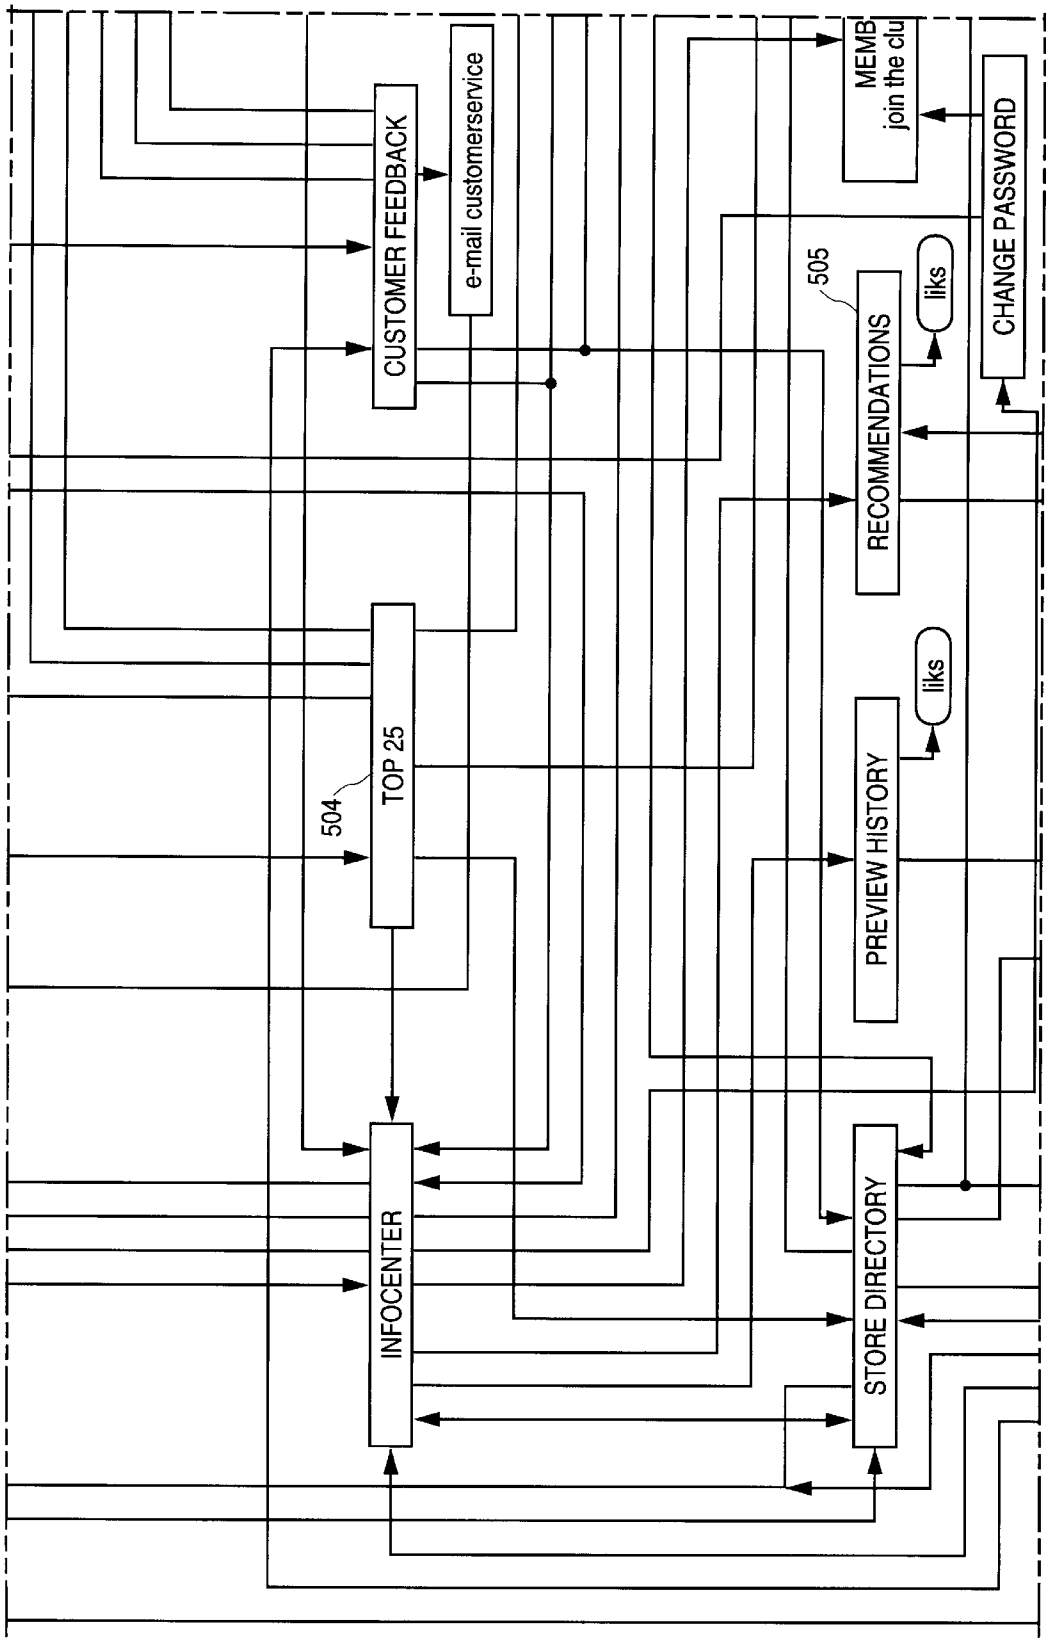 INFOCENTER
504
TOP 25
CUSTOMER FEEDBACK
e-mail customerservice
STORE DIRECTORY
PREVIEW HISTORY
liks
RECOMMENDATIONS
505
liks
MEMB
join the clu
CHANGE PASSWORD